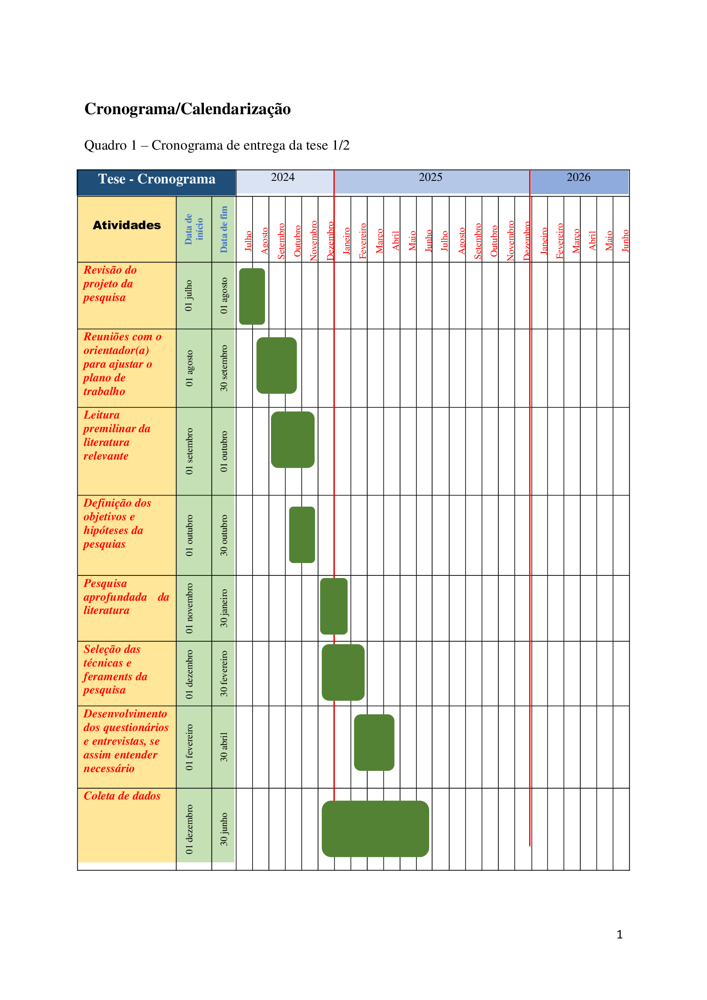 Cronograma/Calendarização
Quadro 1 – Cronograma de entrega da tese 1/2
Tese - Cronograma
2024
2025
2026
Atividades
Data de
início
Data de fim
Julho
Agosto
Setembro
Outubro
Novembro
Dezembro
Janeiro
Fevereiro
Março
Abril
Maio
Junho
Julho
Agosto
Setembro
Outubro
Novembro
Dezembro
Janeiro
Fevereiro
Março
Abril
Maio
Junho
Revisão do
projeto da
pesquisa
01 julho
01 agosto
Reuniões com o
orientador(a)
para ajustar o
plano de
trabalho
01 agosto
30 setembro
Leitura
premilinar da
literatura
relevante
01 setembro
01 outubro
Definição dos
objetivos e
hipóteses da
pesquias
01 outubro
30 outubro
Pesquisa
aprofundada da
literatura
01 novembro
30 janeiro
Seleção das
técnicas e
feraments da
pesquisa
01 dezembro
30 fevereiro
Desenvolvimento
dos questionários
e entrevistas, se
assim entender
necessário
01 fevereiro
30 abril
Coleta de dados
01 dezembro
30 junho
1